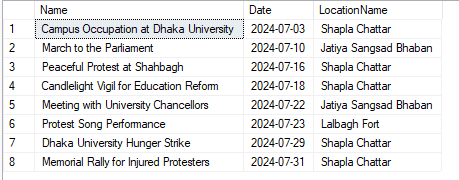 Name Date LocationName
1 Campus Occupation at Dhaka University 2024-07-03 Shapla Chattar
2 March to the Parliament 2024-07-10 Jatiya Sangsad Bhaban
3 Peaceful Protest at Shahbagh 2024-07-16 Shapla Chattar
4 Candlelight Vigil for Education Reform 2024-07-18 Shapla Chattar
5 Meeting with University Chancellors 2024-07-22 Jatiya Sangsad Bhaban
6 Protest Song Performance 2024-07-23 Lalbagh Fort
7 Dhaka University Hunger Strike 2024-07-29 Shapla Chattar
8 Memorial Rally for Injured Protesters 2024-07-31 Shapla Chattar